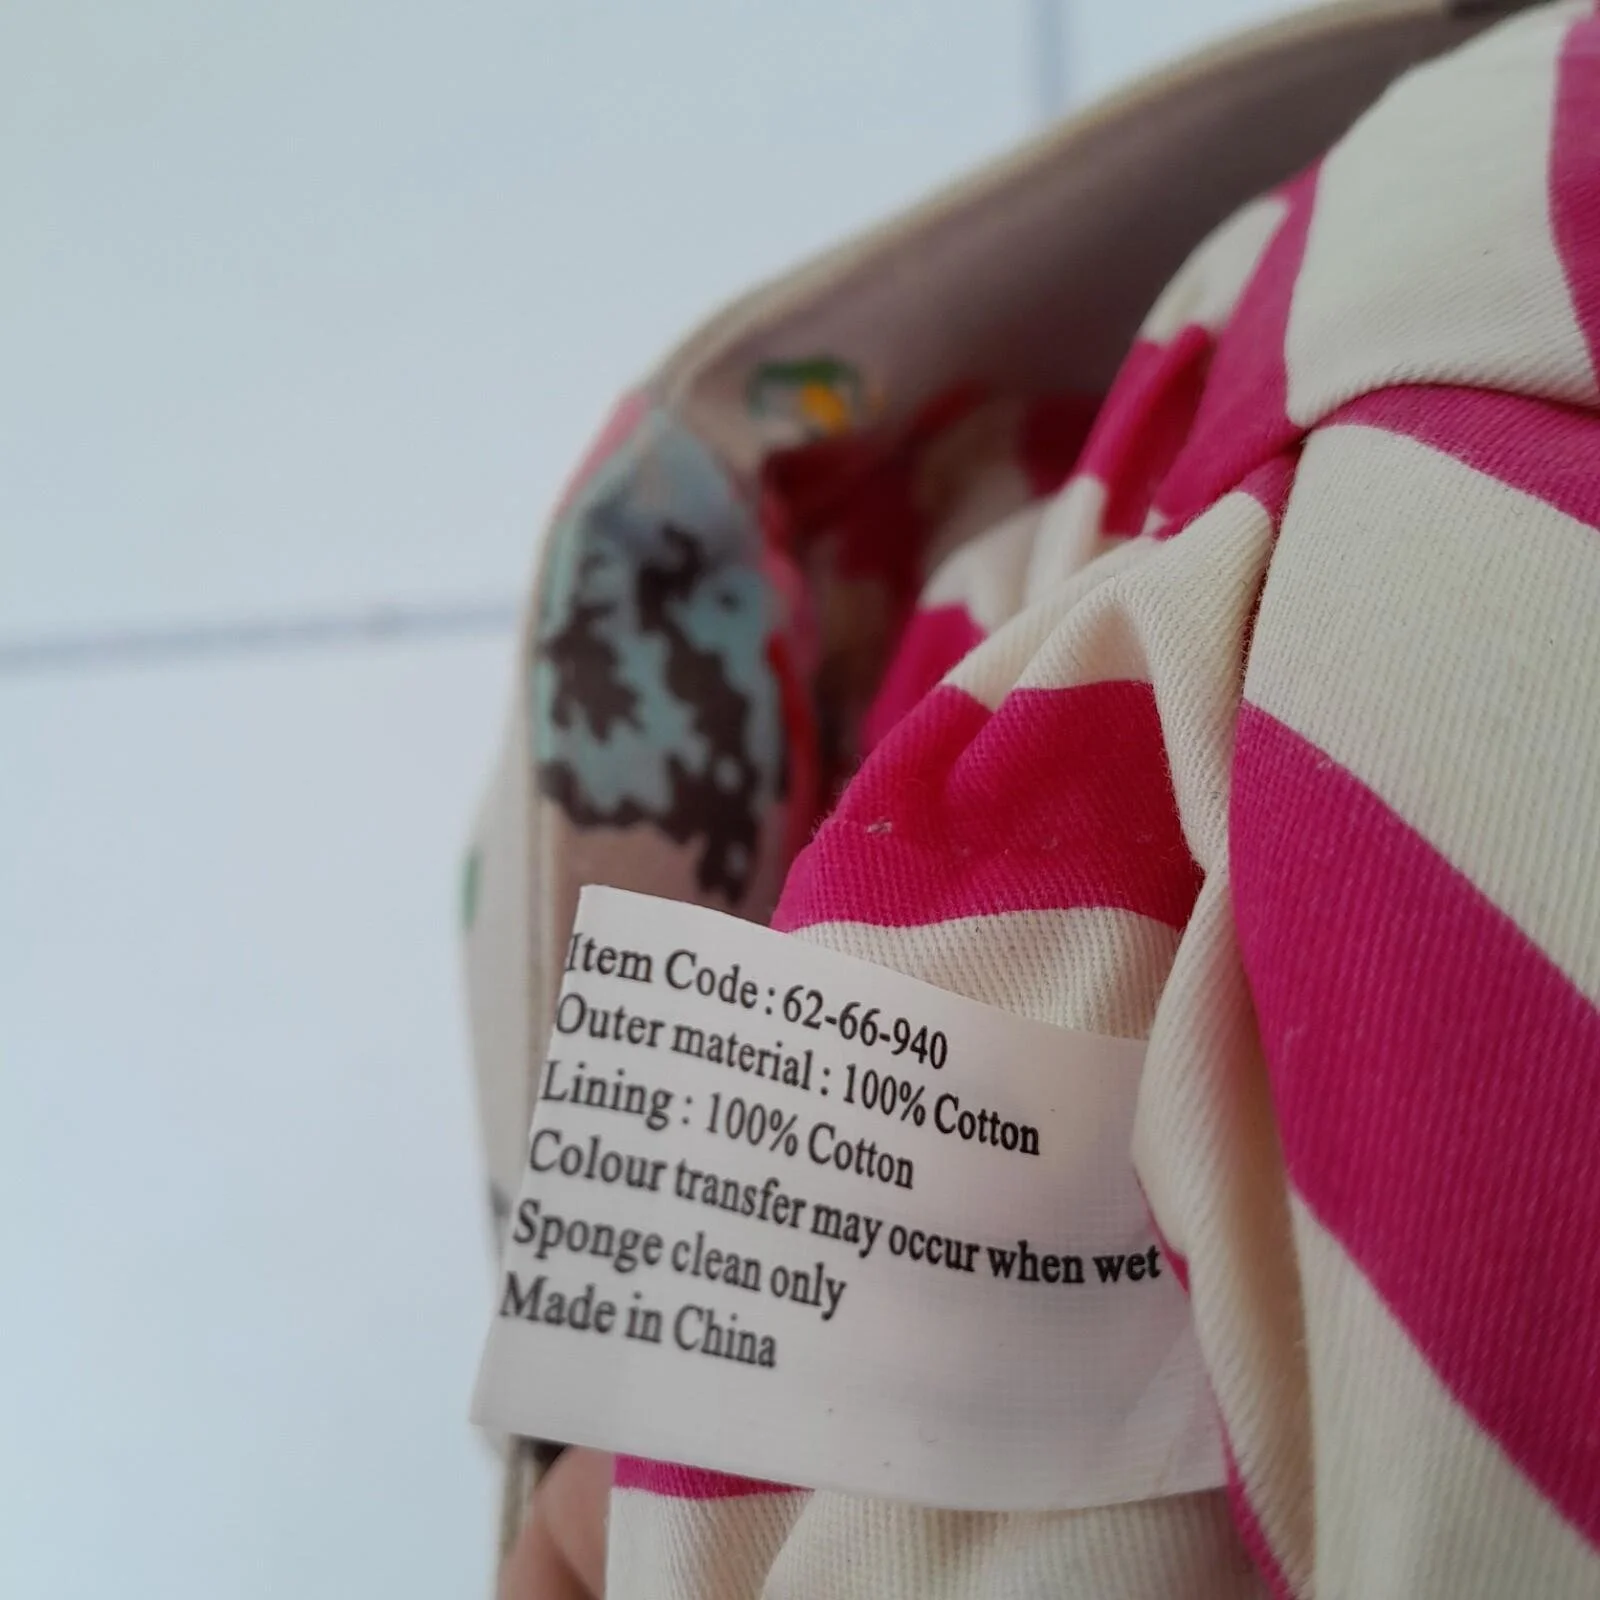 Item Code : 62-66-940
Outer material : 100% Cotton
Lining : 100% Cotton
Colour transfer may occur when wet
Sponge clean only
Made in China